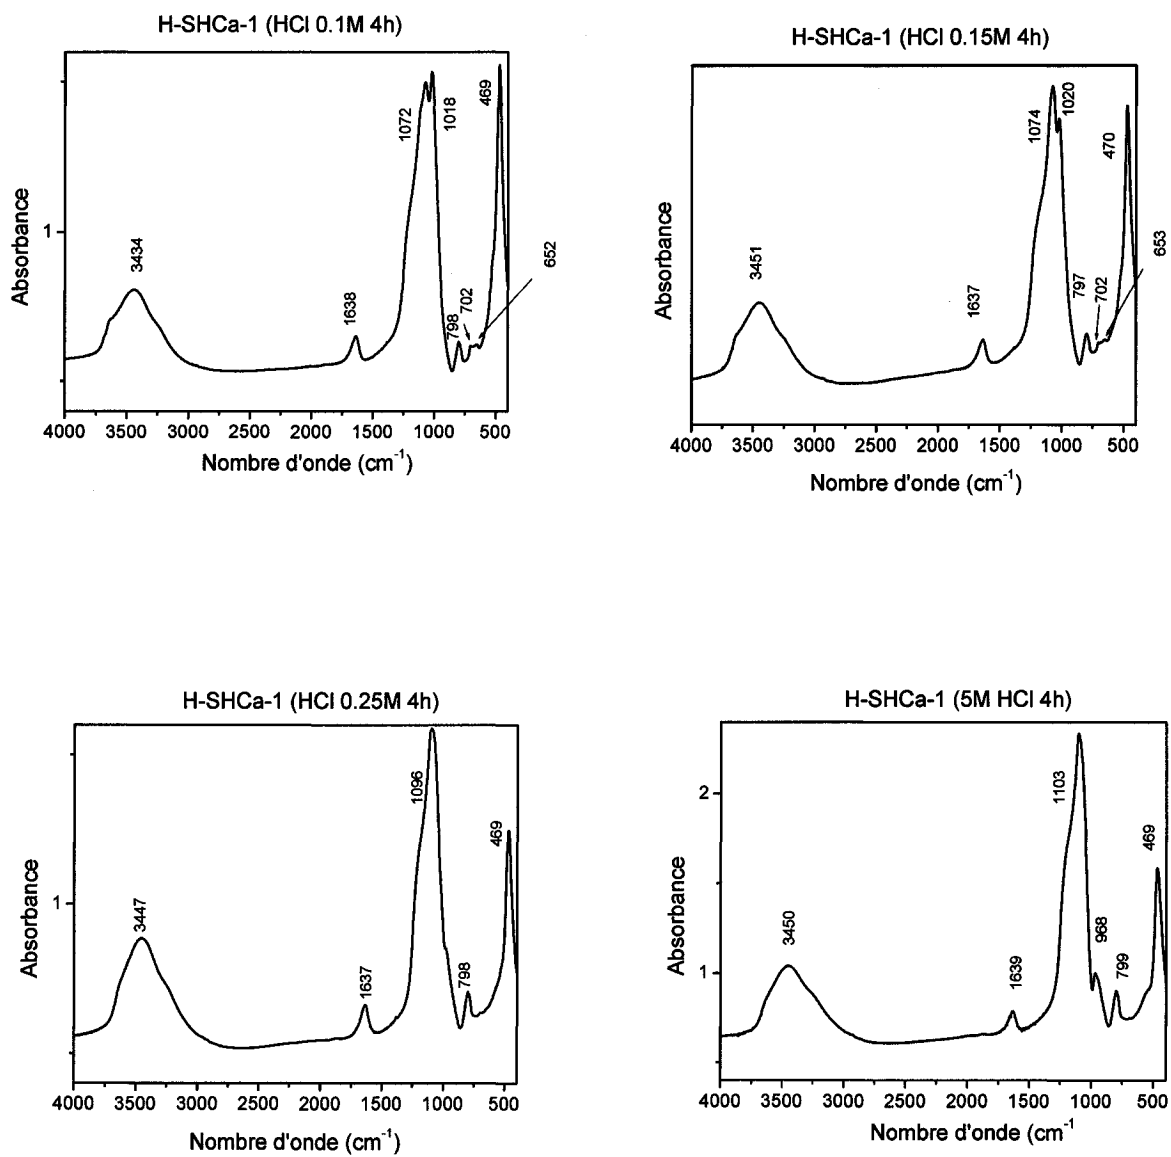 H-SHCa-1 (HCl 0.1M 4h)
Absorbance
1
3434
1638
1072
1018
798
702
469
652
4000 3500 3000 2500 2000 1500 1000 500
Nombre d'onde (cm-1)
H-SHCa-1 (HCl 0.15M 4h)
Absorbance
3451
1637
1074
1020
797
702
470
653
4000 3500 3000 2500 2000 1500 1000 500
Nombre d'onde (cm-1)
H-SHCa-1 (HCl 0.25M 4h)
Absorbance
1
3447
1637
1096
798
469
4000 3500 3000 2500 2000 1500 1000 500
Nombre d'onde (cm-1)
H-SHCa-1 (5M HCl 4h)
Absorbance
2
1
3450
1639
1103
968
799
469
4000 3500 3000 2500 2000 1500 1000 500
Nombre d'onde (cm-1